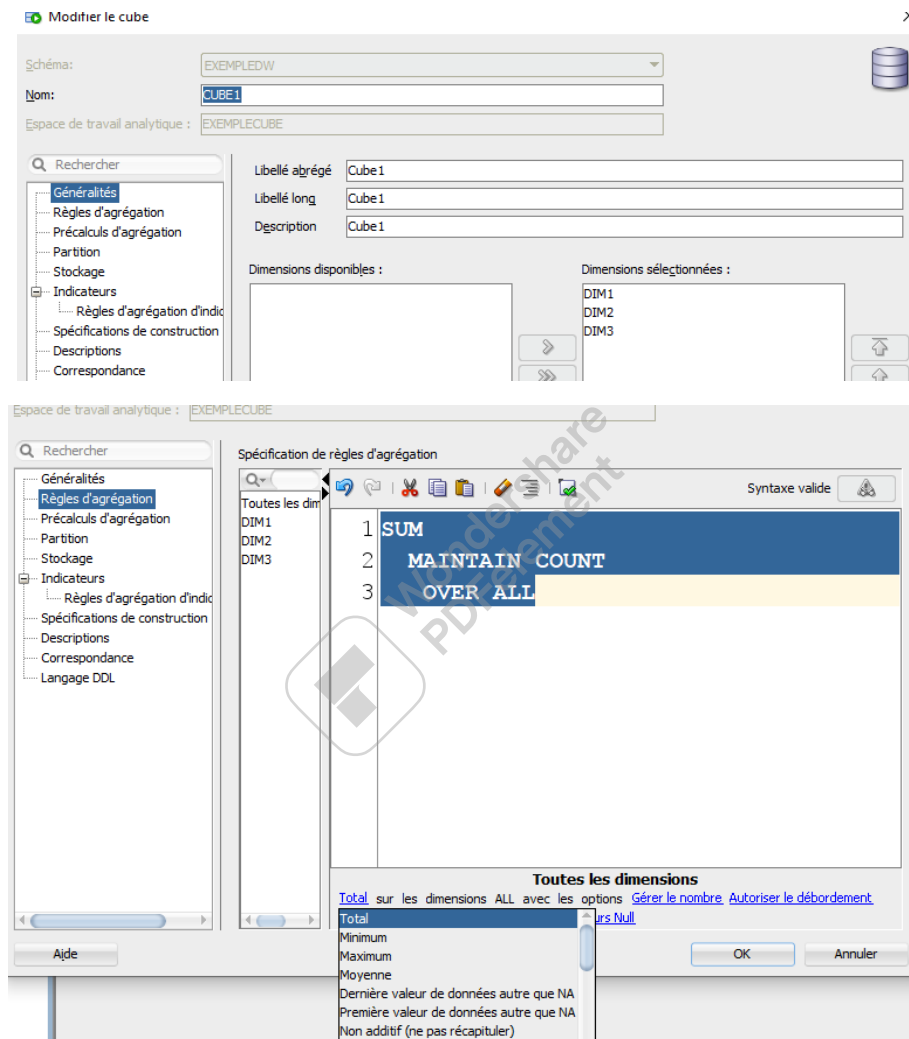 Modifier le cube
Schéma: EXEMPLEDW
Nom: CUBE1
Espace de travail analytique : EXEMPLECUBE
Rechercher
Généralités
Règles d'agrégation
Précalculs d'agrégation
Partition
Stockage
Indicateurs
Règles d'agrégation d'indic
Spécifications de construction
Descriptions
Correspondance
Libellé abrégé Cube1
Libellé long Cube1
Description Cube1
Dimensions disponibles :
Dimensions sélectionnées :
DIM1
DIM2
DIM3
Espace de travail analytique : EXEMPLECUBE
Rechercher
Généralités
Règles d'agrégation
Précalculs d'agrégation
Partition
Stockage
Indicateurs
Règles d'agrégation d'indic
Spécifications de construction
Descriptions
Correspondance
Langage DDL
Spécification de règles d'agrégation
Toutes les dim
DIM1
DIM2
DIM3
Syntaxe valide
1 SUM
2 MAINTAIN COUNT
3 OVER ALL
Wondershare
PDFelement
Toutes les dimensions
Total sur les dimensions ALL avec les options Gérer le nombre Autoriser le débordement
urs Null
Total
Minimum
Maximum
Moyenne
Dernière valeur de données autre que NA
Première valeur de données autre que NA
Non additif (ne pas récapituler)
Aide
OK
Annuler